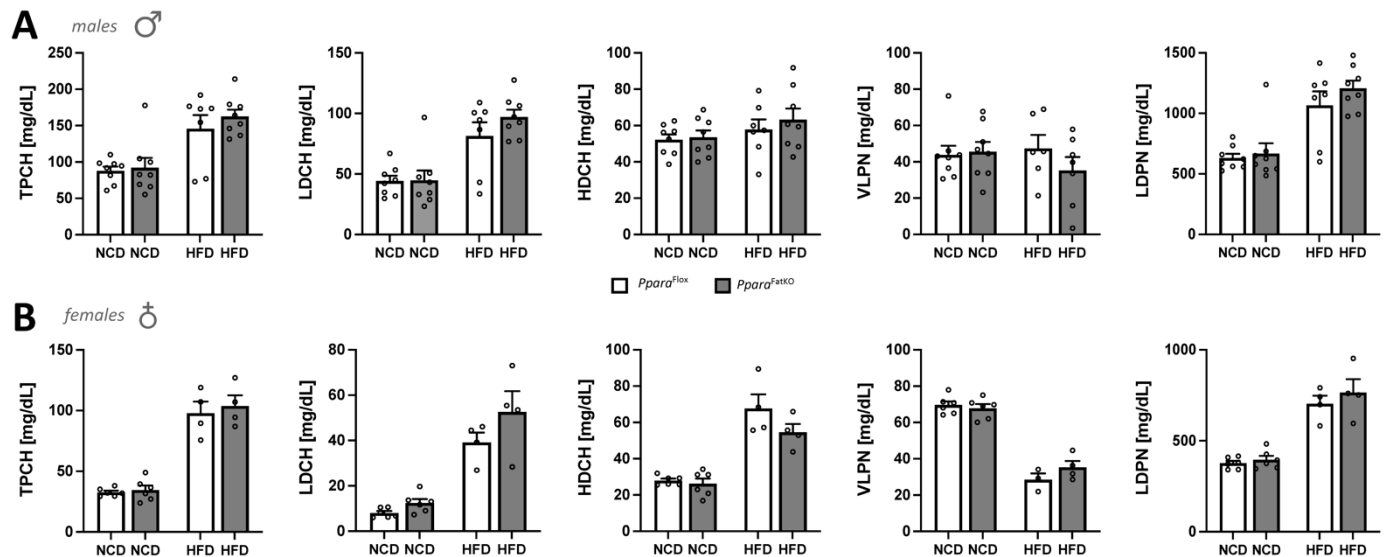 A males ♂
TPCH [mg/dL]
250
200
150
100
50
0
NCD NCD HFD HFD
LDCH [mg/dL]
150
100
50
0
NCD NCD HFD HFD
HDCH [mg/dL]
100
80
60
40
20
0
NCD NCD HFD HFD
VLPN [mg/dL]
100
80
60
40
20
0
NCD NCD HFD HFD
LDPN [mg/dL]
1500
1000
500
0
NCD NCD HFD HFD
PparaFlox PparaFatKO
B females ♀
TPCH [mg/dL]
150
100
50
0
NCD NCD HFD HFD
LDCH [mg/dL]
80
60
40
20
0
NCD NCD HFD HFD
HDCH [mg/dL]
100
80
60
40
20
0
NCD NCD HFD HFD
VLPN [mg/dL]
100
80
60
40
20
0
NCD NCD HFD HFD
LDPN [mg/dL]
1000
500
0
NCD NCD HFD HFD